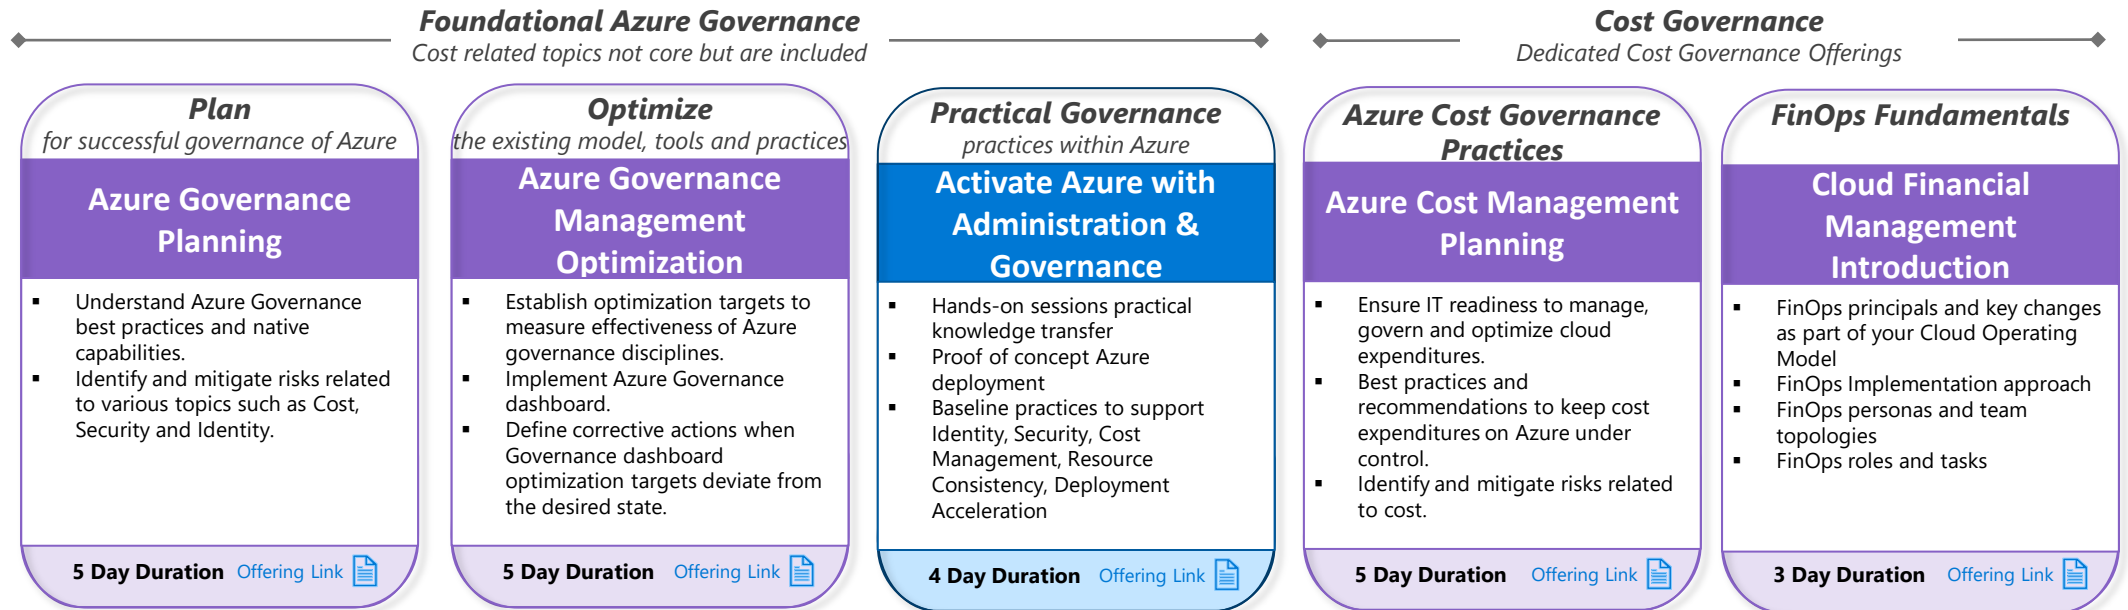 Foundational Azure Governance
Cost related topics not core but are included
Cost Governance
Dedicated Cost Governance Offerings
Plan
for successful governance of Azure
Azure Governance
Planning
▪ Understand Azure Governance
best practices and native
capabilities.
▪ Identify and mitigate risks related
to various topics such as Cost,
Security and Identity.
5 Day Duration Offering Link
Optimize
the existing model, tools and practices
Azure Governance
Management
Optimization
▪ Establish optimization targets to
measure effectiveness of Azure
governance disciplines.
▪ Implement Azure Governance
dashboard.
▪ Define corrective actions when
Governance dashboard
optimization targets deviate from
the desired state.
5 Day Duration Offering Link
Practical Governance
practices within Azure
Activate Azure with
Administration &
Governance
▪ Hands-on sessions practical
knowledge transfer
▪ Proof of concept Azure
deployment
▪ Baseline practices to support
Identity, Security, Cost
Management, Resource
Consistency, Deployment
Acceleration
4 Day Duration Offering Link
Azure Cost Governance
Practices
Azure Cost Management
Planning
▪ Ensure IT readiness to manage,
govern and optimize cloud
expenditures.
▪ Best practices and
recommendations to keep cost
expenditures on Azure under
control.
▪ Identify and mitigate risks related
to cost.
5 Day Duration Offering Link
FinOps Fundamentals
Cloud Financial
Management
Introduction
▪ FinOps principals and key changes
as part of your Cloud Operating
Model
▪ FinOps Implementation approach
▪ FinOps personas and team
topologies
▪ FinOps roles and tasks
3 Day Duration Offering Link